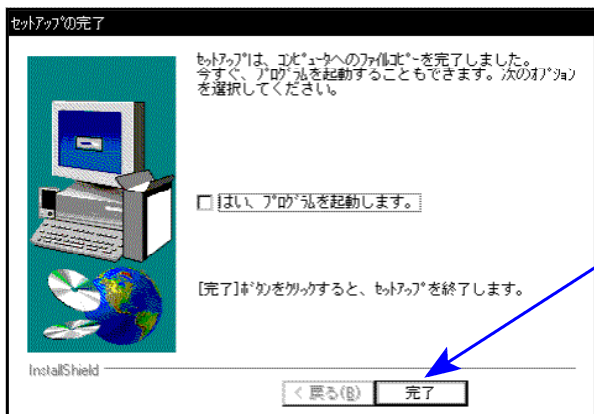 ｾｯﾄｱｯﾌﾟの完了
ｾｯﾄｱｯﾌﾟは、ｺﾝﾋﾟｭｰﾀへのﾌｧｲﾙｺﾋﾟｰを完了しました。
今すぐ、ﾌﾟﾛｸﾞﾗﾑを起動することもできます。次のｵﾌﾟｼｮﾝ
を選択してください。
はい、ﾌﾟﾛｸﾞﾗﾑを起動します。
[完了]ﾎﾞﾀﾝをｸﾘｯｸすると、ｾｯﾄｱｯﾌﾟを終了します。
InstallShield
< 戻る(B)
完了